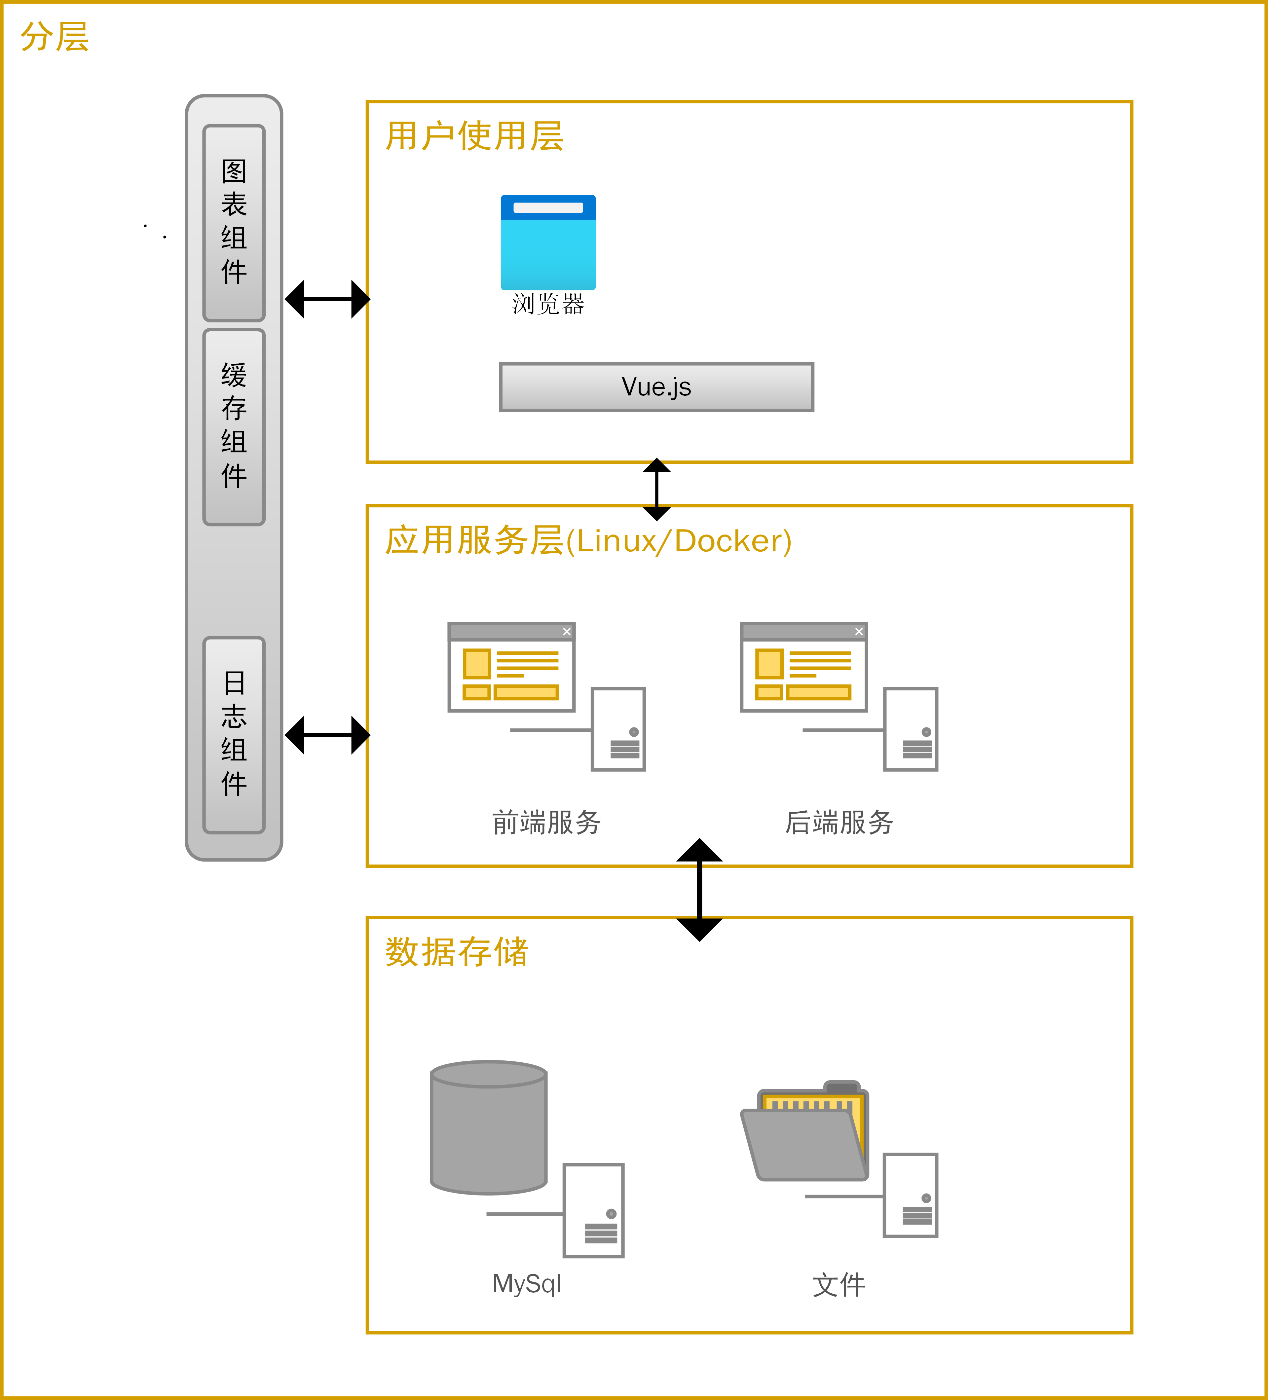 分层
图表组件
缓存组件
日志组件
用户使用层
浏览器
Vue.js
应用服务层(Linux/Docker)
前端服务
后端服务
数据存储
MySql
文件